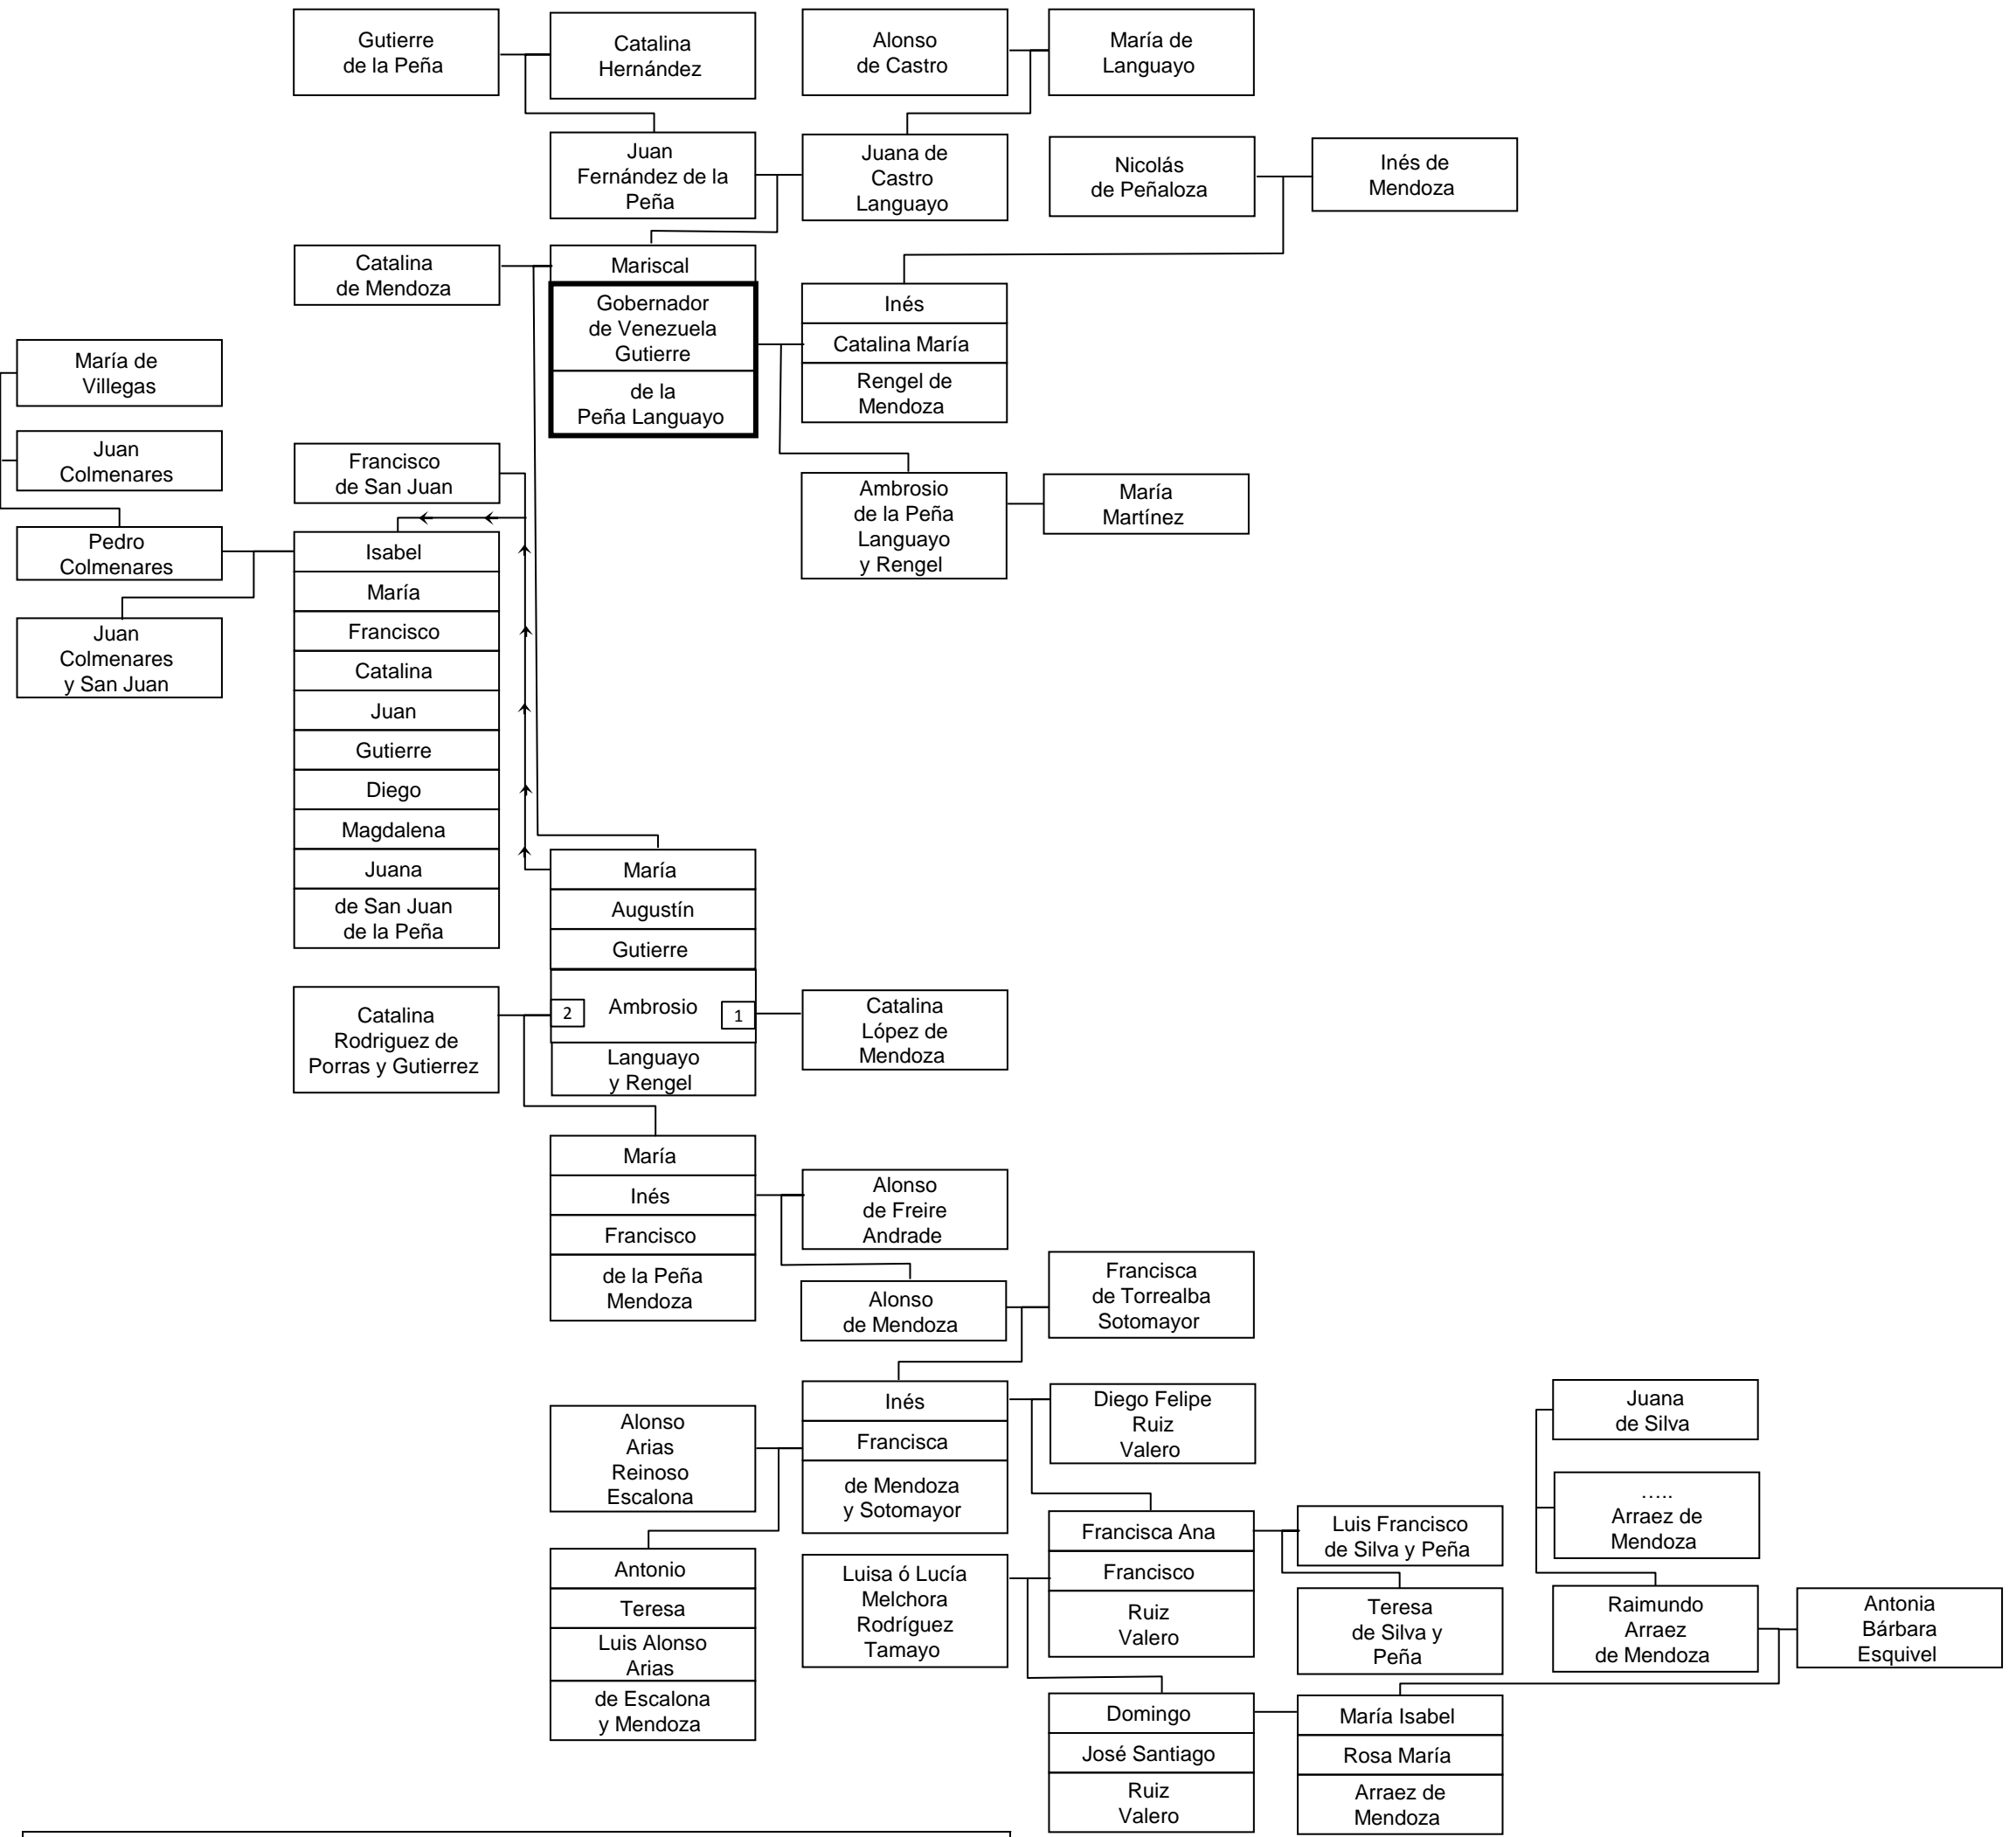 Gutierre
de la Peña
Catalina
Hernández
Alonso
de Castro
María de
Languayo
Juan
Fernández de la
Peña
Juana de
Castro
Languayo
Nicolás
de Peñaloza
Inés de
Mendoza
Catalina
de Mendoza
Mariscal
Gobernador
de Venezuela
Gutierre
de la
Peña Languayo
Inés
Catalina María
Rengel de
Mendoza
María de
Villegas
Juan
Colmenares
Francisco
de San Juan
Ambrosio
de la Peña
Languayo
y Rengel
María
Martínez
Pedro
Colmenares
Juan
Colmenares
y San Juan
Isabel
María
Francisco
Catalina
Juan
Gutierre
Diego
Magdalena
Juana
de San Juan
de la Peña
María
Augustín
Gutierre
2
Ambrosio
1
Languayo
y Rengel
Catalina
Rodriguez de
Porras y Gutierrez
Catalina
López de
Mendoza
María
Inés
Francisco
de la Peña
Mendoza
Alonso
de Freire
Andrade
Alonso
de Mendoza
Francisca
de Torrealba
Sotomayor
Alonso
Arias
Reinoso
Escalona
Inés
Francisca
de Mendoza
y Sotomayor
Diego Felipe
Ruiz
Valero
Juana
de Silva
…..
Arraez de
Mendoza
Antonio
Teresa
Luis Alonso
Arias
de Escalona
y Mendoza
Luisa ó Lucía
Melchora
Rodríguez
Tamayo
Francisca Ana
Francisco
Ruiz
Valero
Luis Francisco
de Silva y Peña
Teresa
de Silva y
Peña
Raimundo
Arraez
de Mendoza
Antonia
Bárbara
Esquivel
Domingo
José Santiago
Ruiz
Valero
María Isabel
Rosa María
Arraez de
Mendoza